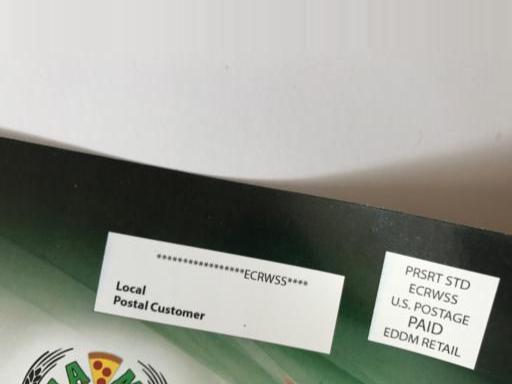 *****************ECRWSS****
Local
Postal Customer
PRSRT STD
ECRWSS
U.S. POSTAGE
PAID
EDDM RETAIL